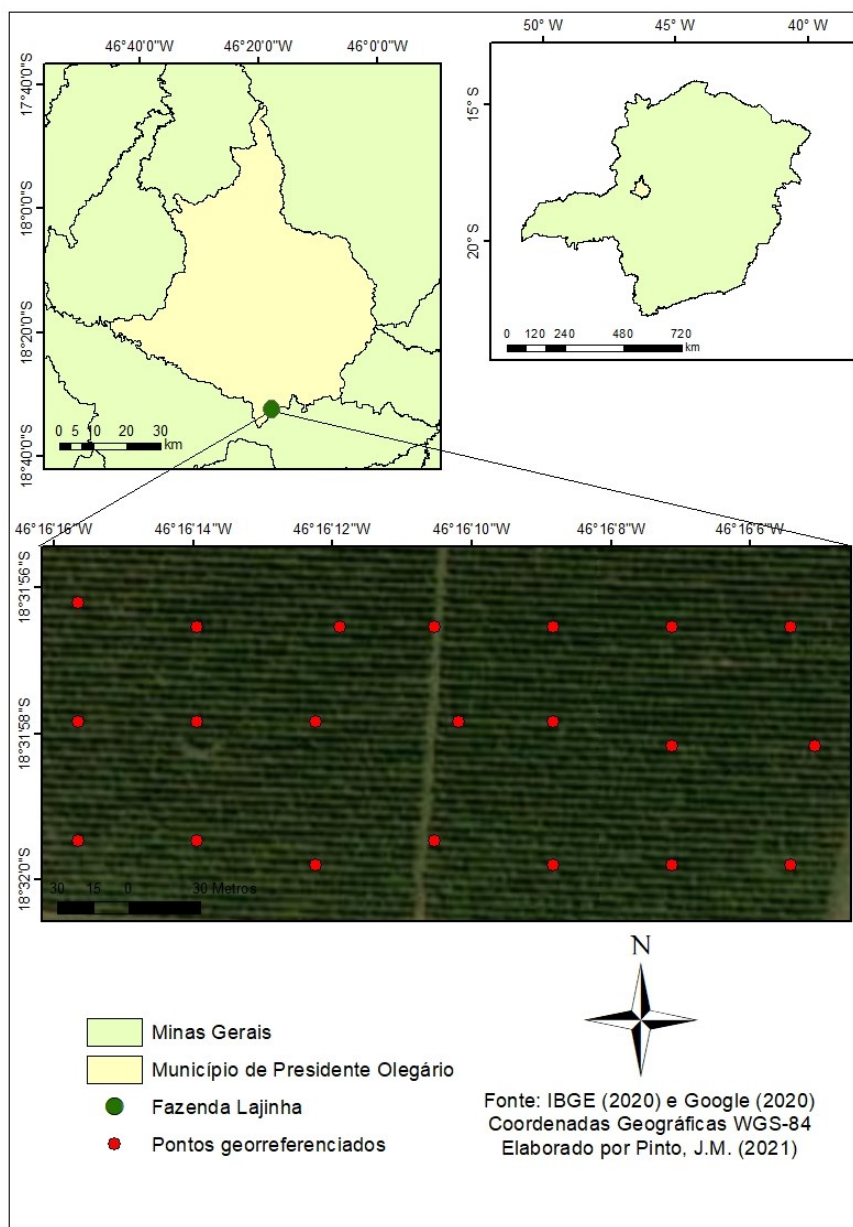 46°40'0"W 46°20'0"W 46°0'0"W
17°40'0"S
18°0'0"S
18°20'0"S
18°40'0"S
0 5 10 20 30
km
50° W 45° W 40° W
15° S
20° S
0 120 240 480 720
km
46°16'16"W 46°16'14"W 46°16'12"W 46°16'10"W 46°16'8"W 46°16'6"W
18°31'56"S
18°31'58"S
18°32'0"S
30 15 0 30 Metros
N
Minas Gerais
Município de Presidente Olegário
Fazenda Lajinha
Pontos georreferenciados
Fonte: IBGE (2020) e Google (2020)
Coordenadas Geográficas WGS-84
Elaborado por Pinto, J.M. (2021)